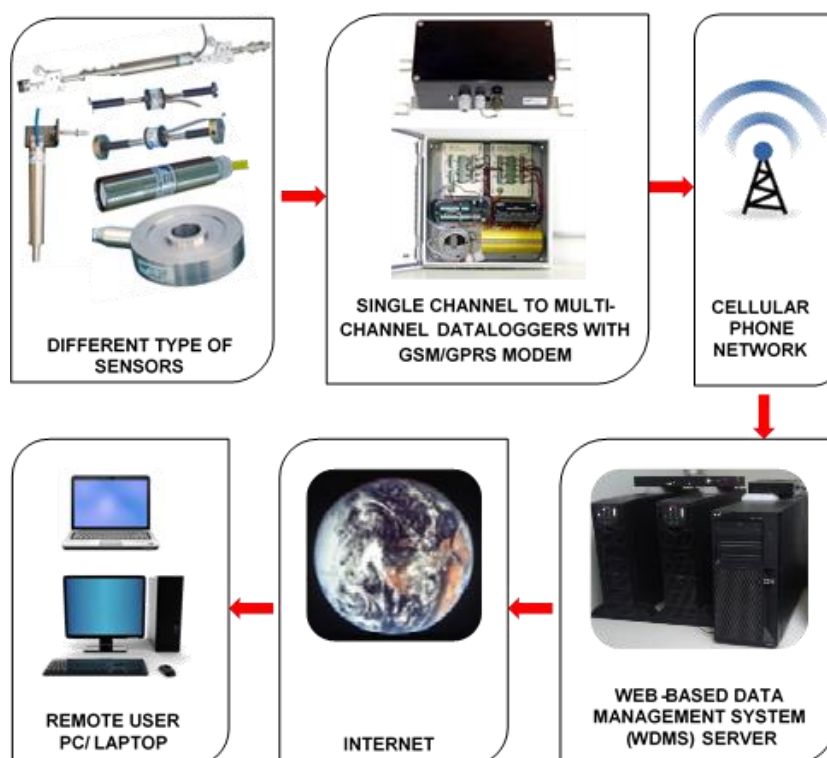 DIFFERENT TYPE OF
SENSORS
SINGLE CHANNEL TO MULTI-
CHANNEL DATALOGGERS WITH
GSM/GPRS MODEM
CELLULAR
PHONE
NETWORK
REMOTE USER
PC/ LAPTOP
INTERNET
WEB -BASED DATA
MANAGEMENT SYSTEM
(WDMS) SERVER